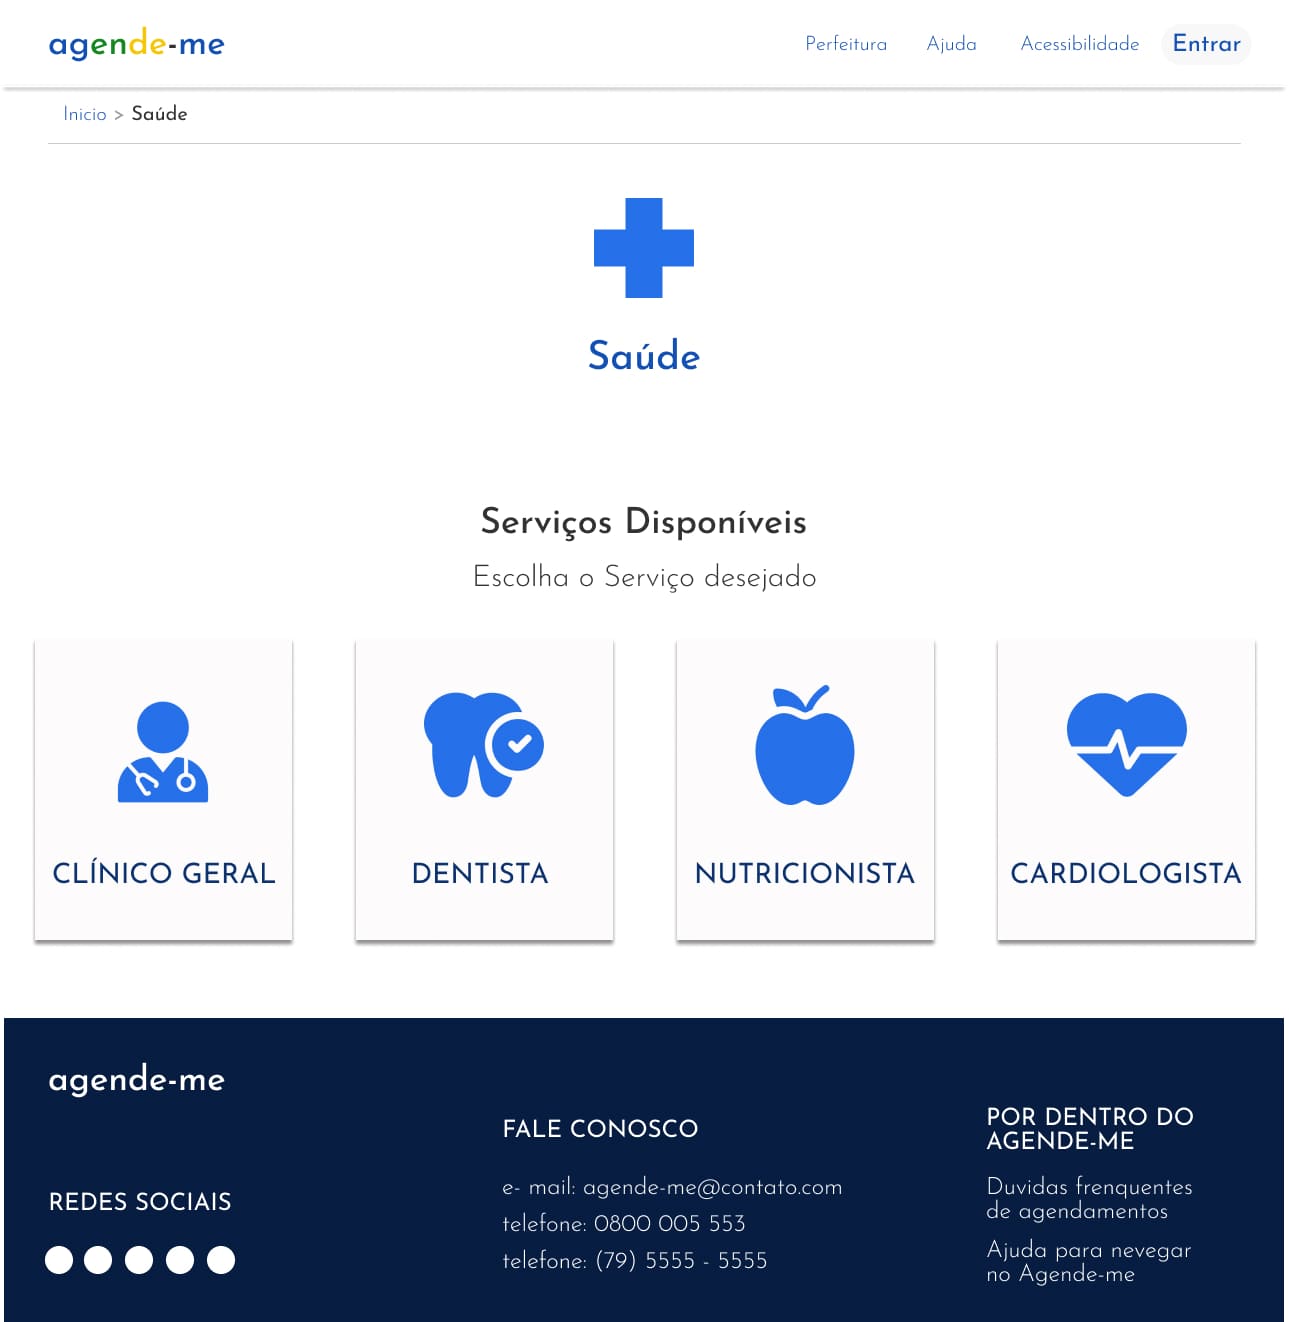 agende-me
Perfeitura Ajuda Acessibilidade Entrar
Inicio > Saúde
Saúde
Serviços Disponíveis
Escolha o Serviço desejado
CLÍNICO GERAL
DENTISTA
NUTRICIONISTA
CARDIOLOGISTA
agende-me
REDES SOCIAIS
FALE CONOSCO
e- mail: agende-me@contato.com
telefone: 0800 005 553
telefone: (79) 5555 - 5555
POR DENTRO DO
AGENDE-ME
Duvidas frenquentes
de agendamentos
Ajuda para nevegar
no Agende-me